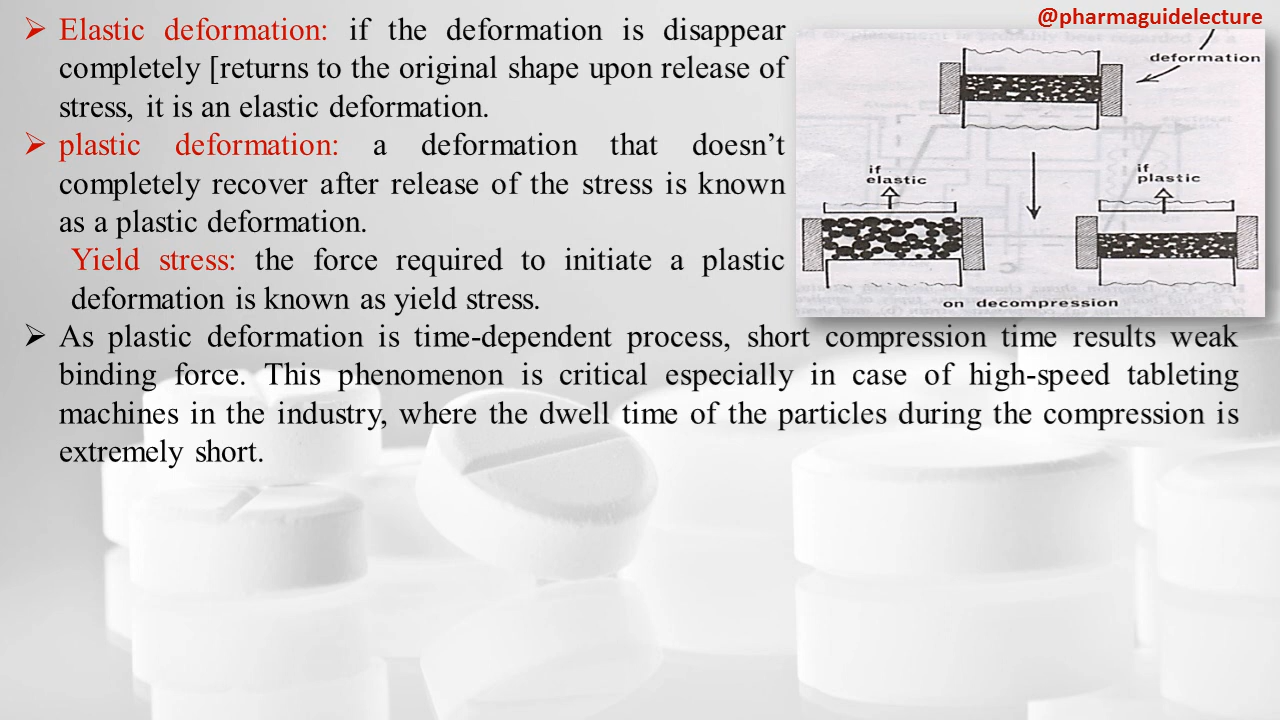 @pharmaguidelecture
➢ Elastic deformation: if the deformation is disappear
completely [returns to the original shape upon release of
stress, it is an elastic deformation.
➢ plastic deformation: a deformation that doesn’t
completely recover after release of the stress is known
as a plastic deformation.
Yield stress: the force required to initiate a plastic
deformation is known as yield stress.
➢ As plastic deformation is time-dependent process, short compression time results weak
binding force. This phenomenon is critical especially in case of high-speed tableting
machines in the industry, where the dwell time of the particles during the compression is
extremely short.
deformation
if
elastic
if
plastic
on decompression